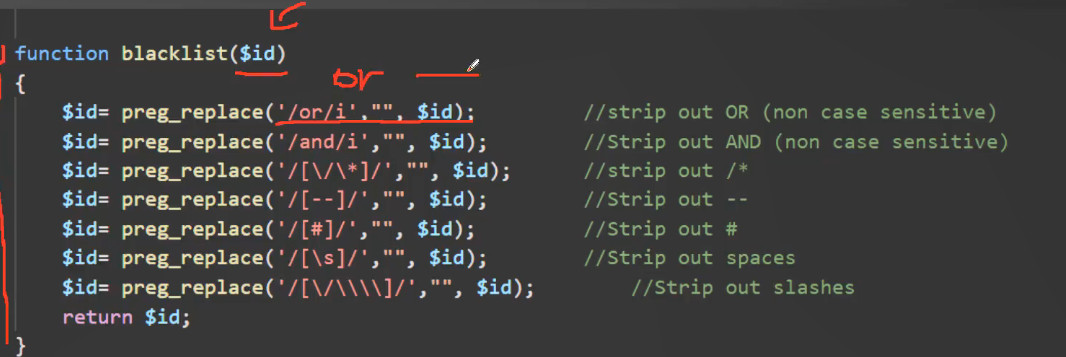 function blacklist($id)
or
{
$id= preg_replace('/or/i',"", $id); //strip out OR (non case sensitive)
$id= preg_replace('/and/i',"", $id); //Strip out AND (non case sensitive)
$id= preg_replace('/[\/\*]/',"", $id); //strip out /*
$id= preg_replace('/[--]/',"", $id); //Strip out --
$id= preg_replace('/[#]/',"", $id); //Strip out #
$id= preg_replace('/[\s]/',"", $id); //Strip out spaces
$id= preg_replace('/[\/\\\\]/',"", $id); //Strip out slashes
return $id;
}